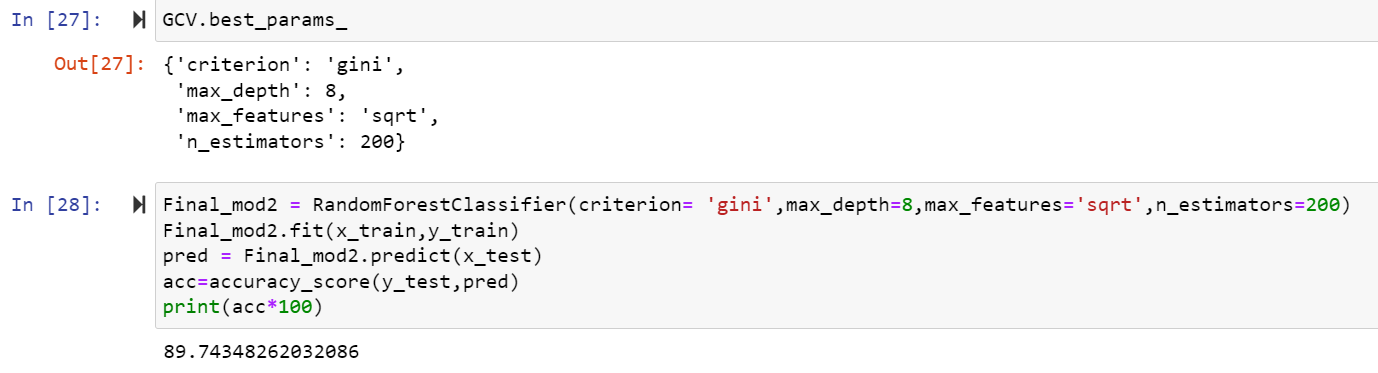 In [27]: GCV.best_params_
Out[27]: {'criterion': 'gini',
'max_depth': 8,
'max_features': 'sqrt',
'n_estimators': 200}
In [28]: Final_mod2 = RandomForestClassifier(criterion= 'gini',max_depth=8,max_features='sqrt',n_estimators=200)
Final_mod2.fit(x_train,y_train)
pred = Final_mod2.predict(x_test)
acc=accuracy_score(y_test,pred)
print(acc*100)
89.74348262032086